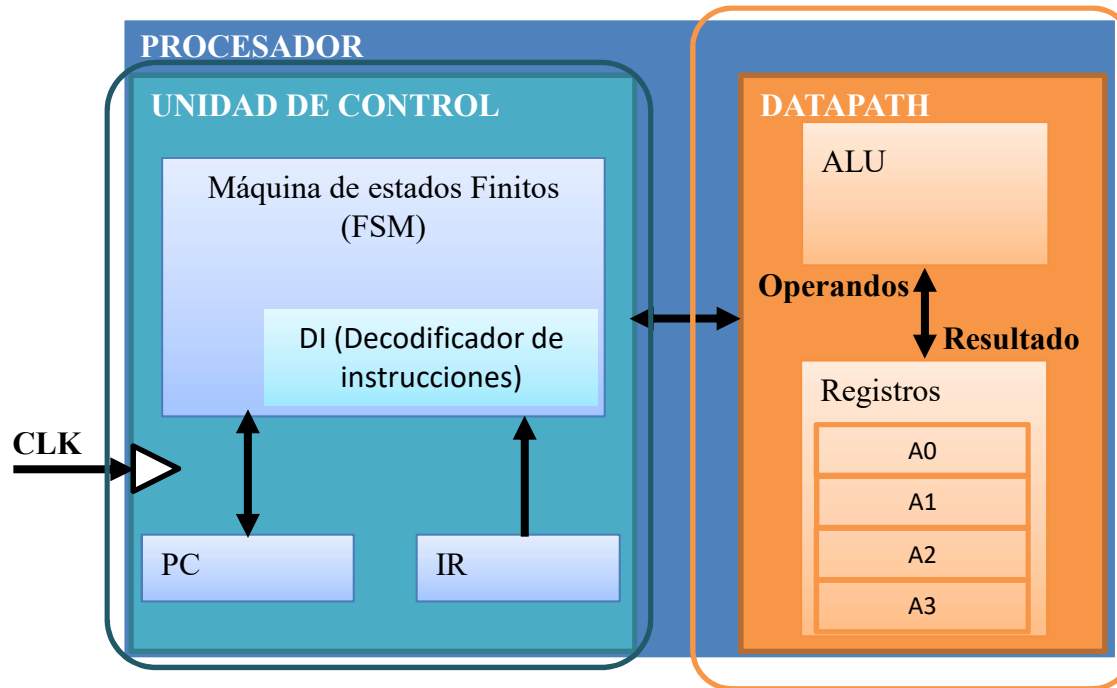 PROCESADOR
UNIDAD DE CONTROL
Máquina de estados Finitos
(FSM)
DI (Decodificador de
instrucciones)
CLK
PC
IR
DATAPATH
ALU
Operandos
Resultado
Registros
A0
A1
A2
A3